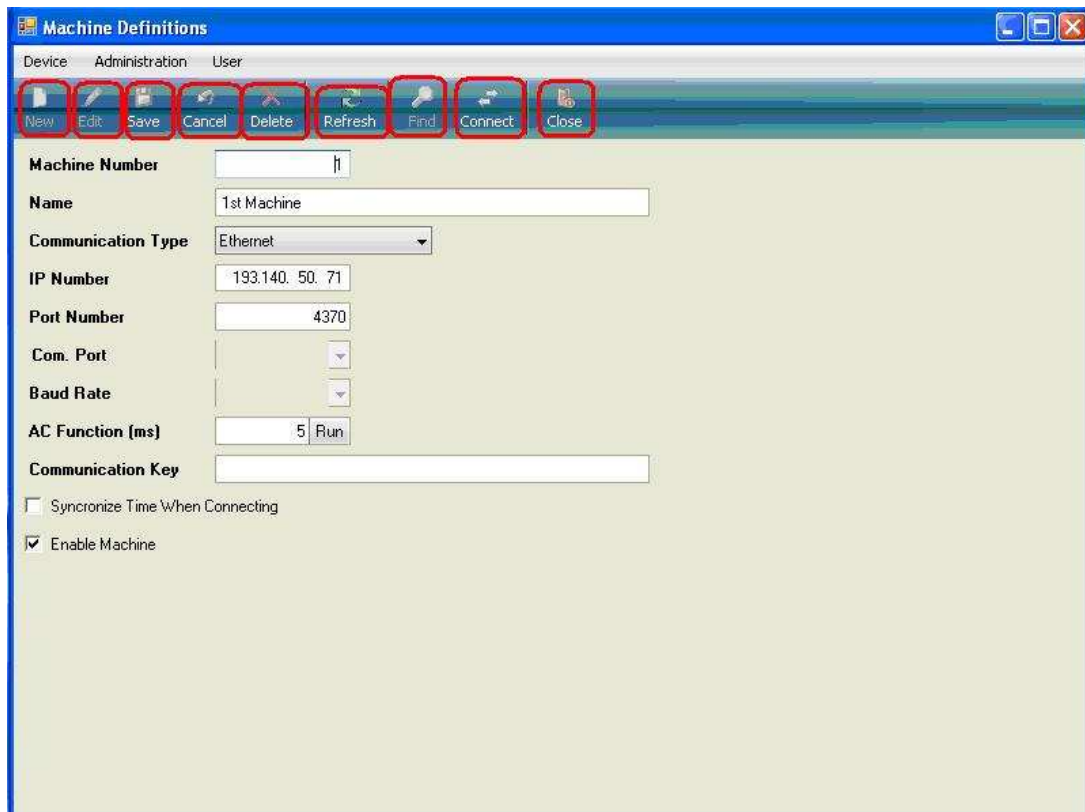 Machine Definitions
Device Administration User
New Edit Save Cancel Delete Refresh Find Connect Close
Machine Number 1
Name 1st Machine
Communication Type Ethernet
IP Number 193.140. 50. 71
Port Number 4370
Com. Port
Baud Rate
AC Function (ms) 5 Run
Communication Key
Syncronize Time When Connecting
Enable Machine